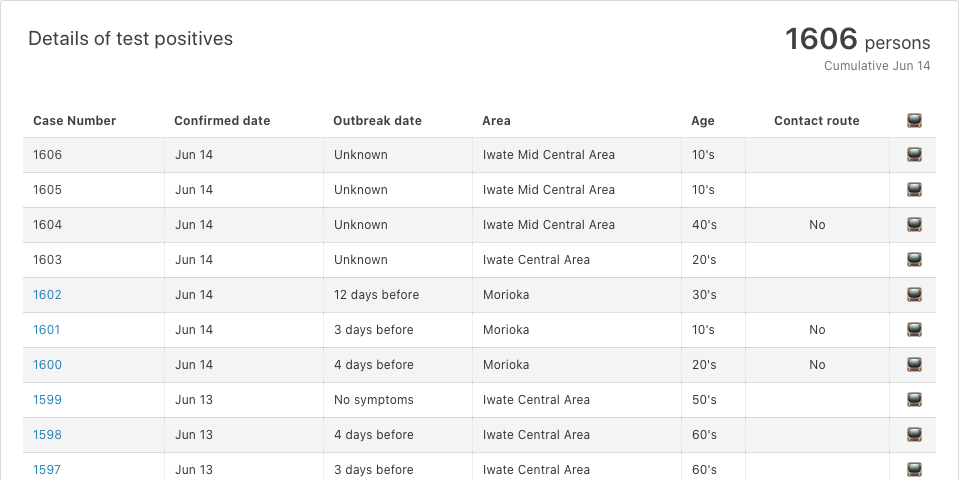 Details of test positives
1606 persons
Cumulative Jun 14
Case Number Confirmed date Outbreak date Area Age Contact route
1606 Jun 14 Unknown Iwate Mid Central Area 10's
1605 Jun 14 Unknown Iwate Mid Central Area 10's
1604 Jun 14 Unknown Iwate Mid Central Area 40's No
1603 Jun 14 Unknown Iwate Central Area 20's
1602 Jun 14 12 days before Morioka 30's
1601 Jun 14 3 days before Morioka 10's No
1600 Jun 14 4 days before Morioka 20's No
1599 Jun 13 No symptoms Iwate Central Area 50's
1598 Jun 13 4 days before Iwate Central Area 60's
1597 Jun 13 3 days before Iwate Central Area 60's